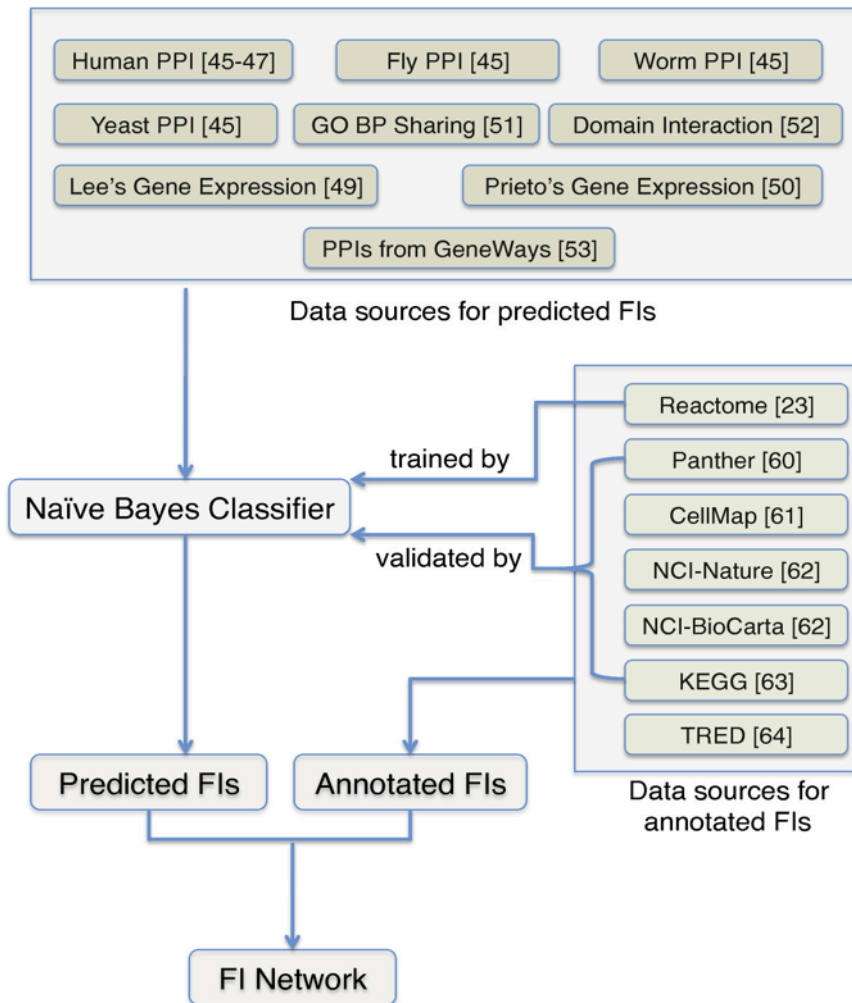 Human PPI [45-47]
Fly PPI [45]
Worm PPI [45]
Yeast PPI [45]
GO BP Sharing [51]
Domain Interaction [52]
Lee's Gene Expression [49]
Prieto's Gene Expression [50]
PPIs from GeneWays [53]
Data sources for predicted FIs
Reactome [23]
trained by
Panther [60]
Naïve Bayes Classifier
CellMap [61]
validated by
NCI-Nature [62]
NCI-BioCarta [62]
KEGG [63]
TRED [64]
Predicted FIs
Annotated FIs
Data sources for
annotated FIs
FI Network